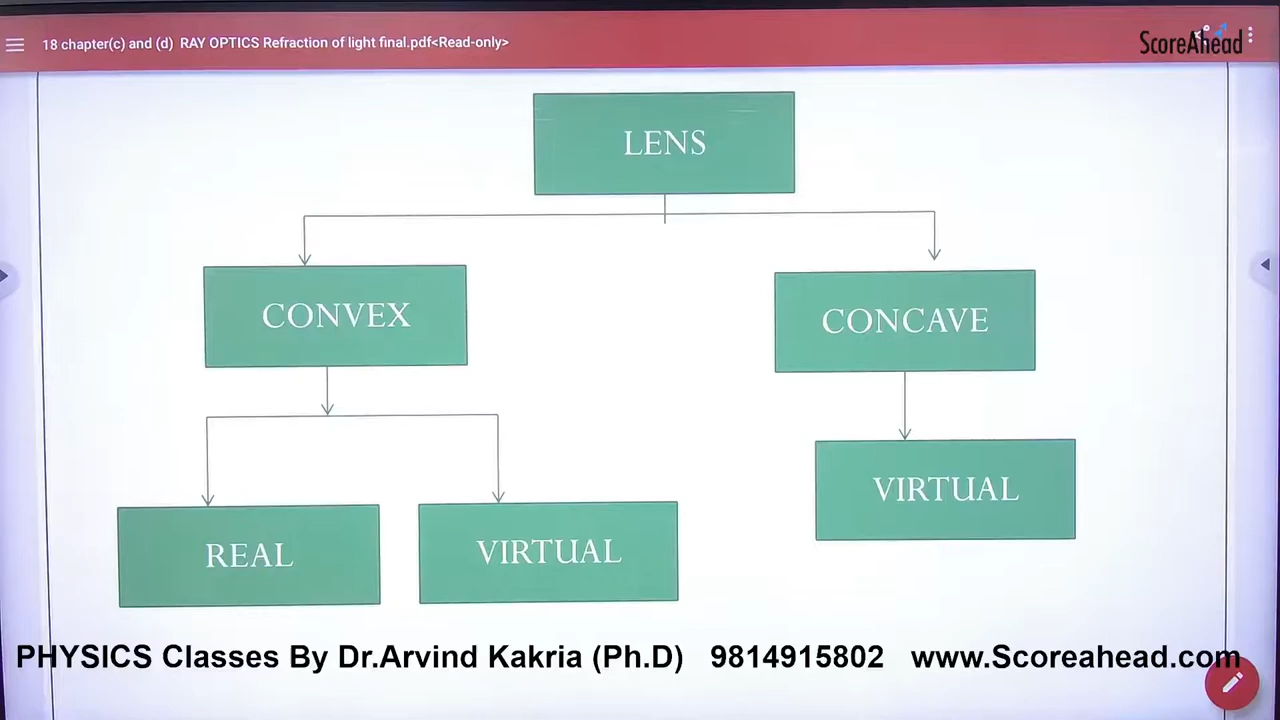 18 chapter(c) and (d) RAY OPTICS Refraction of light final.pdf<Read-only>
ScoreAhead
LENS
CONVEX
CONCAVE
VIRTUAL
REAL
VIRTUAL
PHYSICS Classes By Dr.Arvind Kakria (Ph.D) 9814915802 www.Scoreahead.com